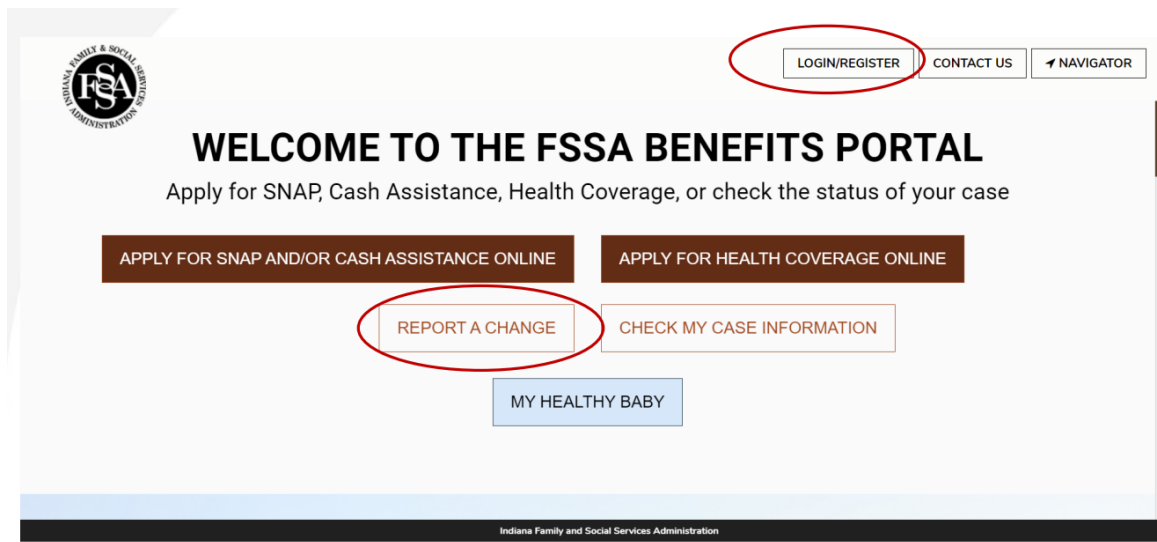 INDIANA FAMILY & SOCIAL SERVICES ADMINISTRATION
FSSA
LOGIN/REGISTER
CONTACT US
NAVIGATOR
WELCOME TO THE FSSA BENEFITS PORTAL
Apply for SNAP, Cash Assistance, Health Coverage, or check the status of your case
APPLY FOR SNAP AND/OR CASH ASSISTANCE ONLINE
APPLY FOR HEALTH COVERAGE ONLINE
REPORT A CHANGE
CHECK MY CASE INFORMATION
MY HEALTHY BABY
Indiana Family and Social Services Administration